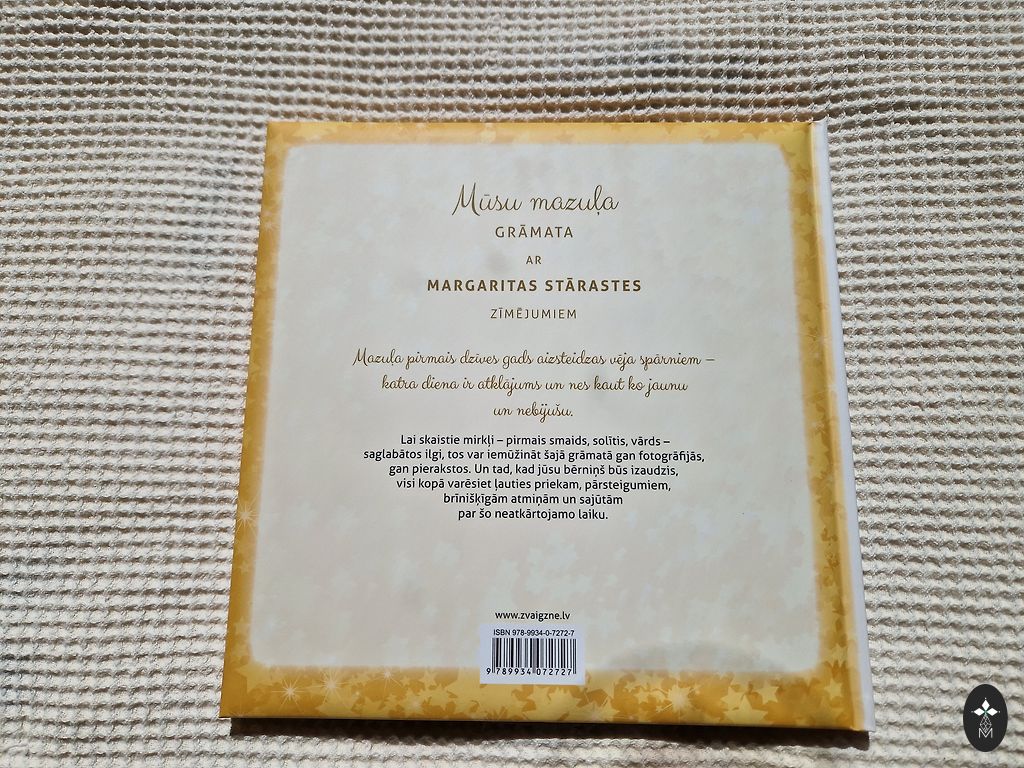 Mūsu mazuļa
GRĀMATA
AR
MARGARITAS STĀRASTES
ZĪMĒJUMIEM
Mazuļa pirmais dzīves gads aizsteidzas vēja spārniem –
katra diena ir atklājums un nes kaut ko jaunu
un nebijušu.
Lai skaistie mirkļi – pirmais smaids, solītis, vārds –
saglabātos ilgi, tos var iemūžināt šajā grāmatā gan fotogrāfijās,
gan pierakstos. Un tad, kad jūsu bērniņš būs izaudzis,
visi kopā varēsiet ļauties priekam, pārsteigumiem,
brīnišķīgām atmiņām un sajūtām
par šo neatkārtojamo laiku.
www.zvaigzne.lv
ISBN 978-9934-0-7272-7
9 789934 072727
M